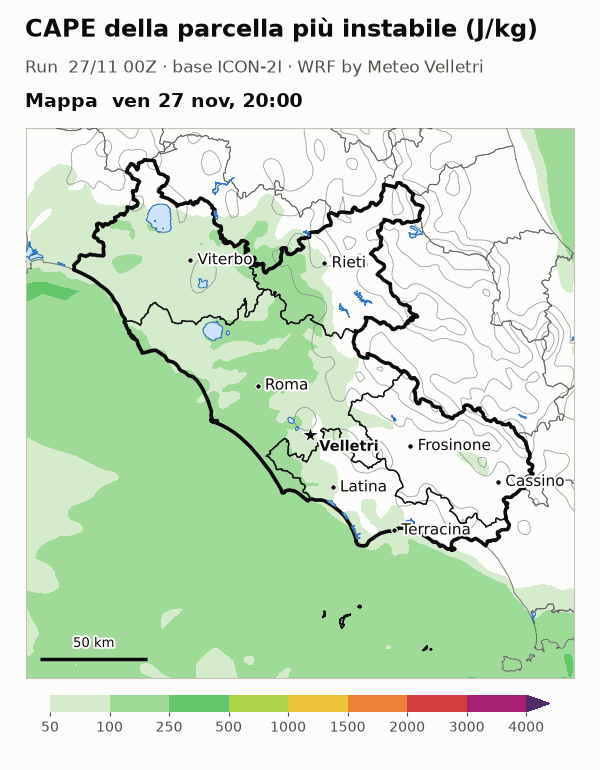 CAPE della parcella più instabile (J/kg)
Run  27/11 00Z · base ICON-2I · WRF by Meteo Velletri
Mappa  ven 27 nov, 20:00
Viterbo
Rieti
Roma
Velletri
Frosinone
Cassino
Latina
Terracina
50 km
50 100 250 500 1000 1500 2000 3000 4000